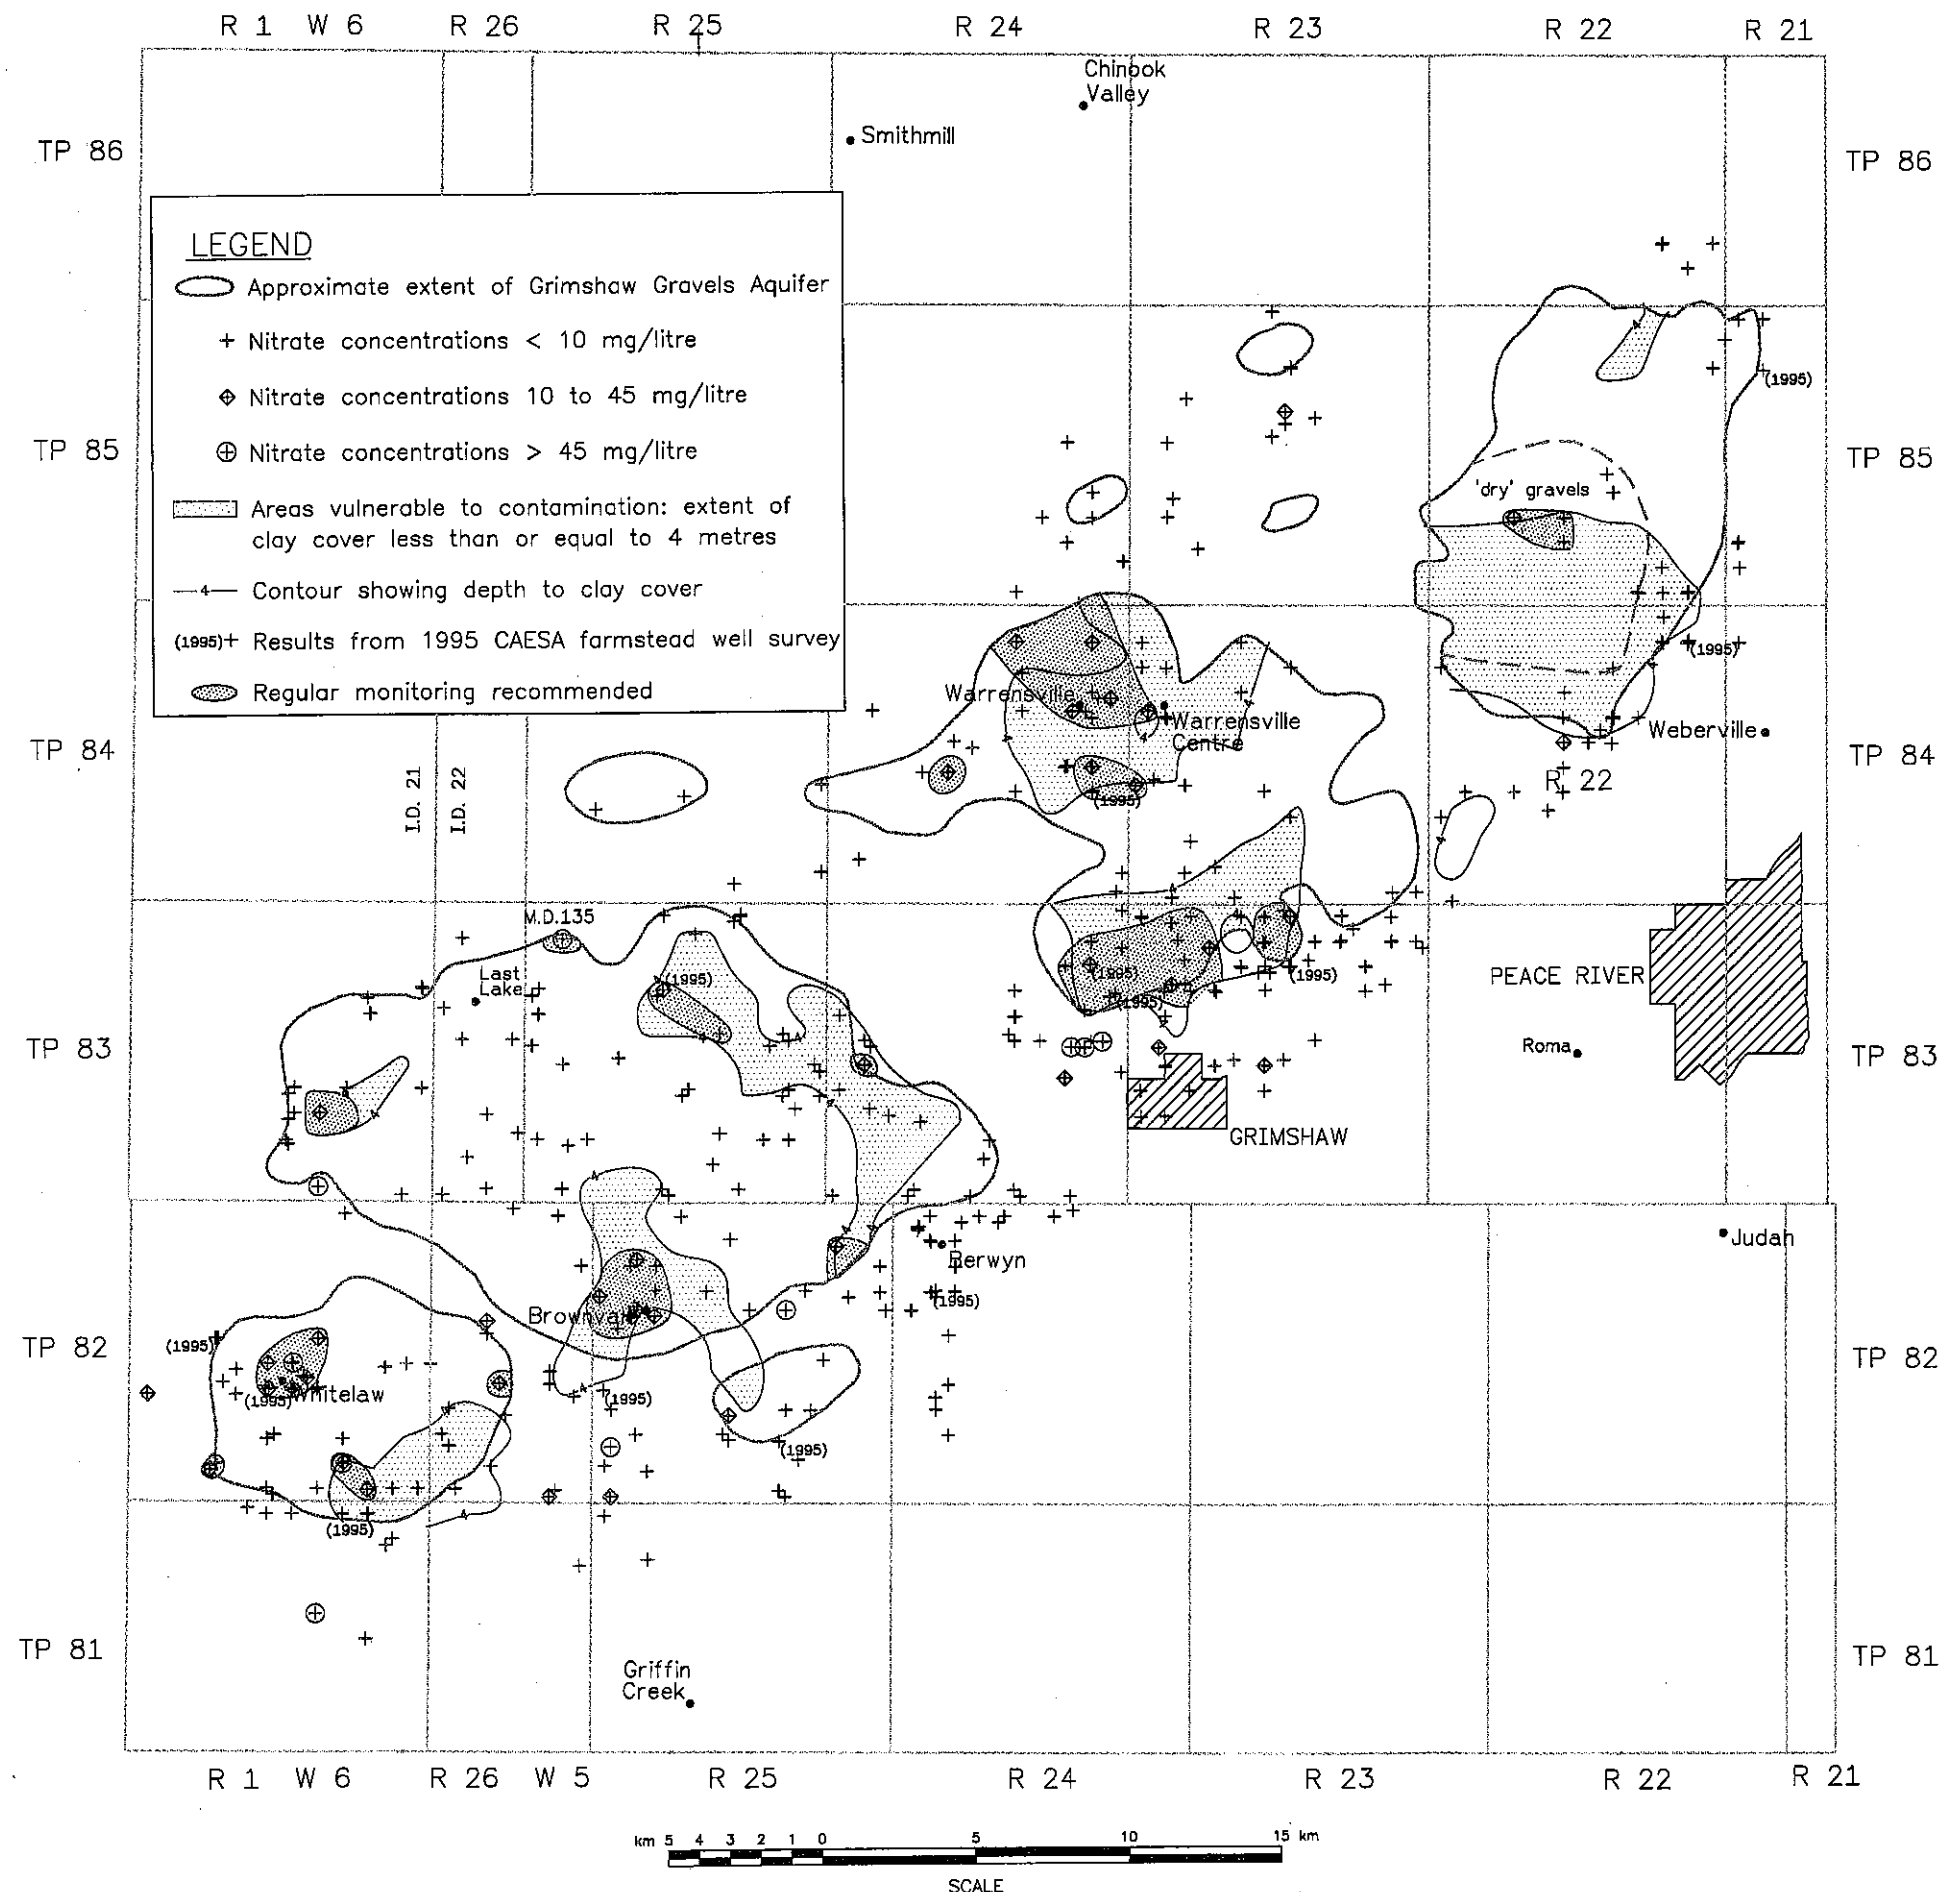 R 1 W 6 R 26 R 25 R 24 R 23 R 22 R 21
Chinook
Valley
Smithmill
TP 86
TP 86
LEGEND
Approximate extent of Grimshaw Gravels Aquifer
Nitrate concentrations < 10 mg/litre
Nitrate concentrations 10 to 45 mg/litre
Nitrate concentrations > 45 mg/litre
Areas vulnerable to contamination: extent of
clay cover less than or equal to 4 metres
4 Contour showing depth to clay cover
(1995)+ Results from 1995 CAESA farmstead well survey
Regular monitoring recommended
(1995)
TP 85
TP 85
'dry' gravels
(1995)
Warrensville
Warrensville
Centre
Weberville
TP 84
TP 84
I.D. 21
I.D. 22
R 22
(1995)
M.D.135
Last
Lake
(1995)
(1995)
(1995)
(1995)
PEACE RIVER
Roma
TP 83
TP 83
GRIMSHAW
Judah
Berwyn
(1995)
Brownvale
(1995)
TP 82
TP 82
Whitelaw
(1995)
(1995)
(1995)
(1995)
TP 81
TP 81
Griffin
Creek
R 1 W 6 R 26 W 5 R 25 R 24 R 23 R 22 R 21
km 5 4 3 2 1 0 5 10 15 km
SCALE